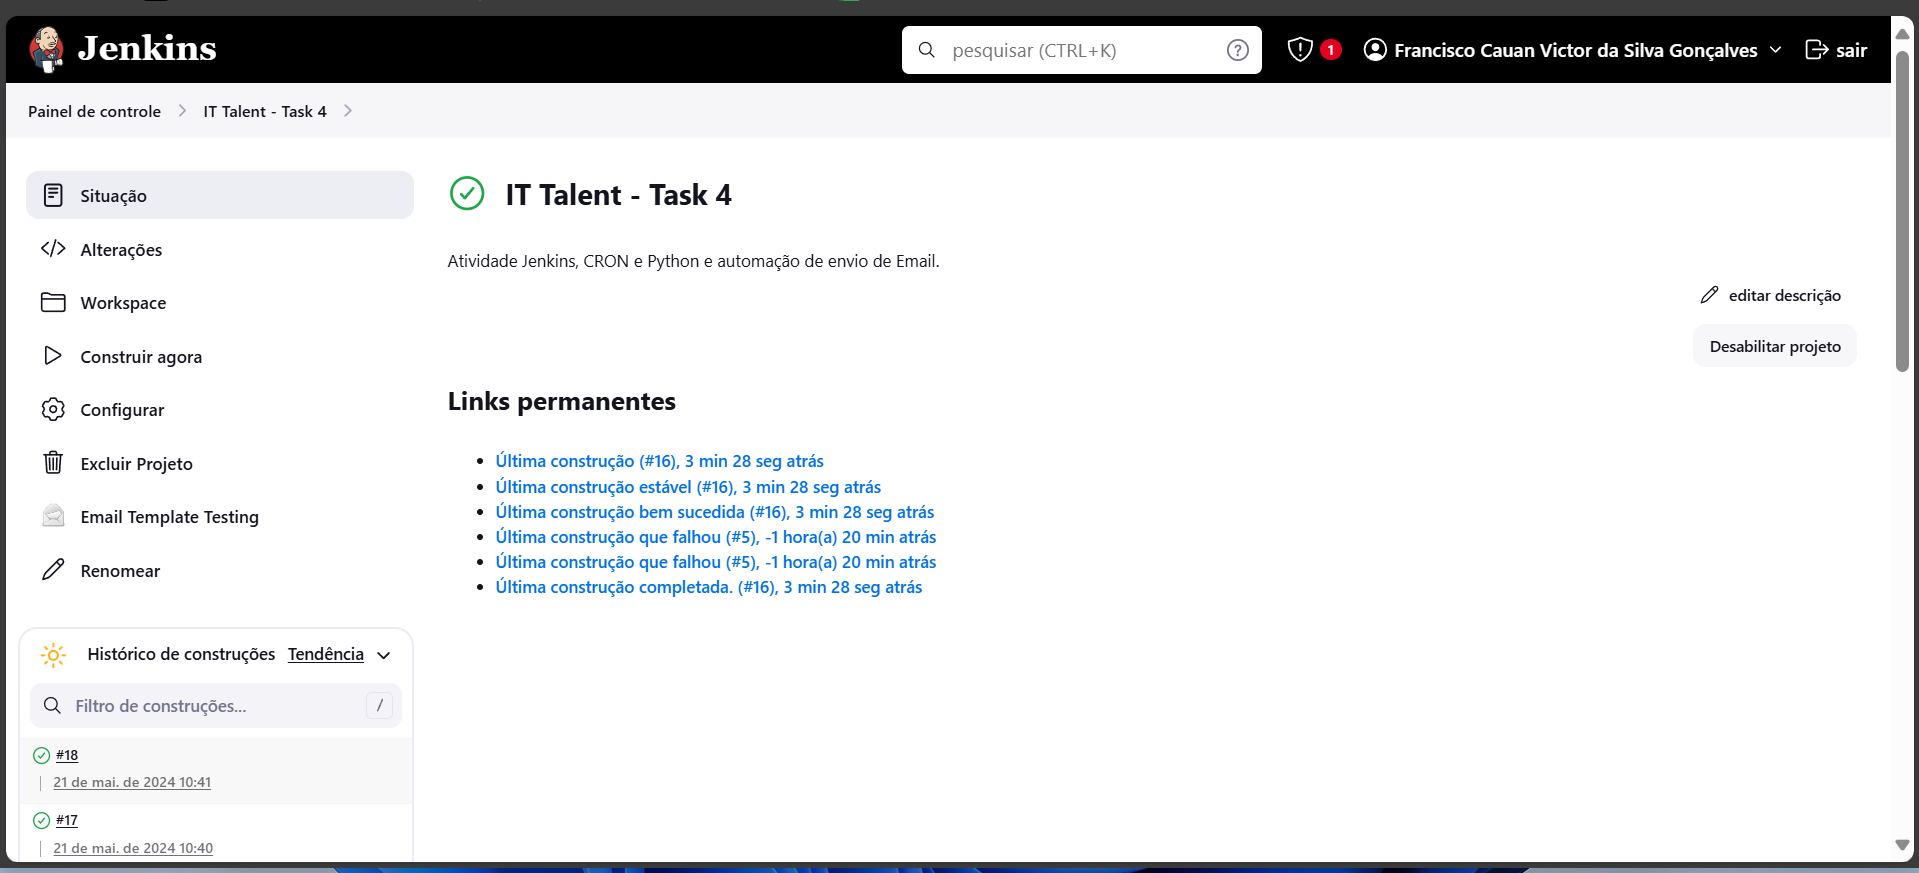 Jenkins
pesquisar (CTRL+K)
?
1
Francisco Cauan Victor da Silva Gonçalves
sair
Painel de controle
IT Talent - Task 4
Situação
Alterações
Workspace
Construir agora
Configurar
Excluir Projeto
Email Template Testing
Renomear
Histórico de construções Tendência
Filtro de construções... /
#18
21 de mai. de 2024 10:41
#17
21 de mai. de 2024 10:40
IT Talent - Task 4
Atividade Jenkins, CRON e Python e automação de envio de Email.
editar descrição
Desabilitar projeto
Links permanentes
Última construção (#16), 3 min 28 seg atrás
Última construção estável (#16), 3 min 28 seg atrás
Última construção bem sucedida (#16), 3 min 28 seg atrás
Última construção que falhou (#5), -1 hora(a) 20 min atrás
Última construção que falhou (#5), -1 hora(a) 20 min atrás
Última construção completada. (#16), 3 min 28 seg atrás